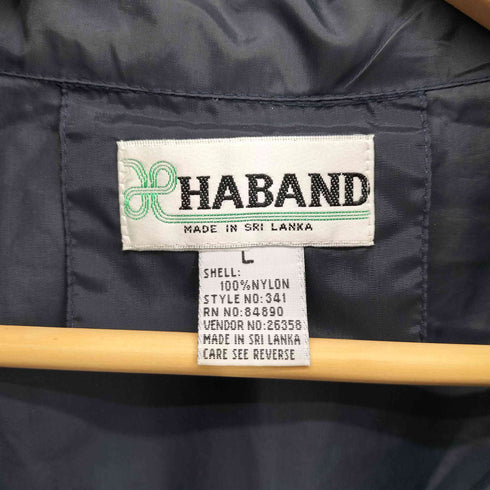 HABAND
MADE IN SRI LANKA
L
SHELL:
100%NYLON
STYLE NO:341
RN NO:84890
VENDOR NO:26358
MADE IN SRI LANKA
CARE SEE REVERSE